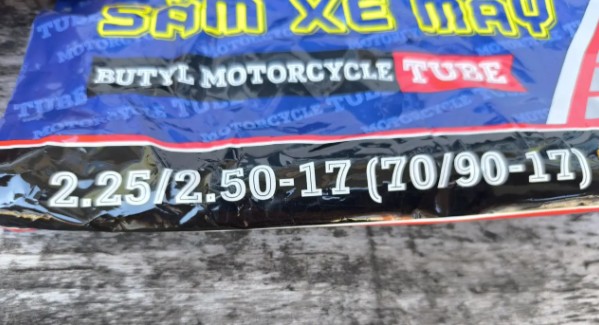 SĂM XE MÁY
BUTYL MOTORCYCLE TUBE
2.25/2.50-17 (70/90-17)